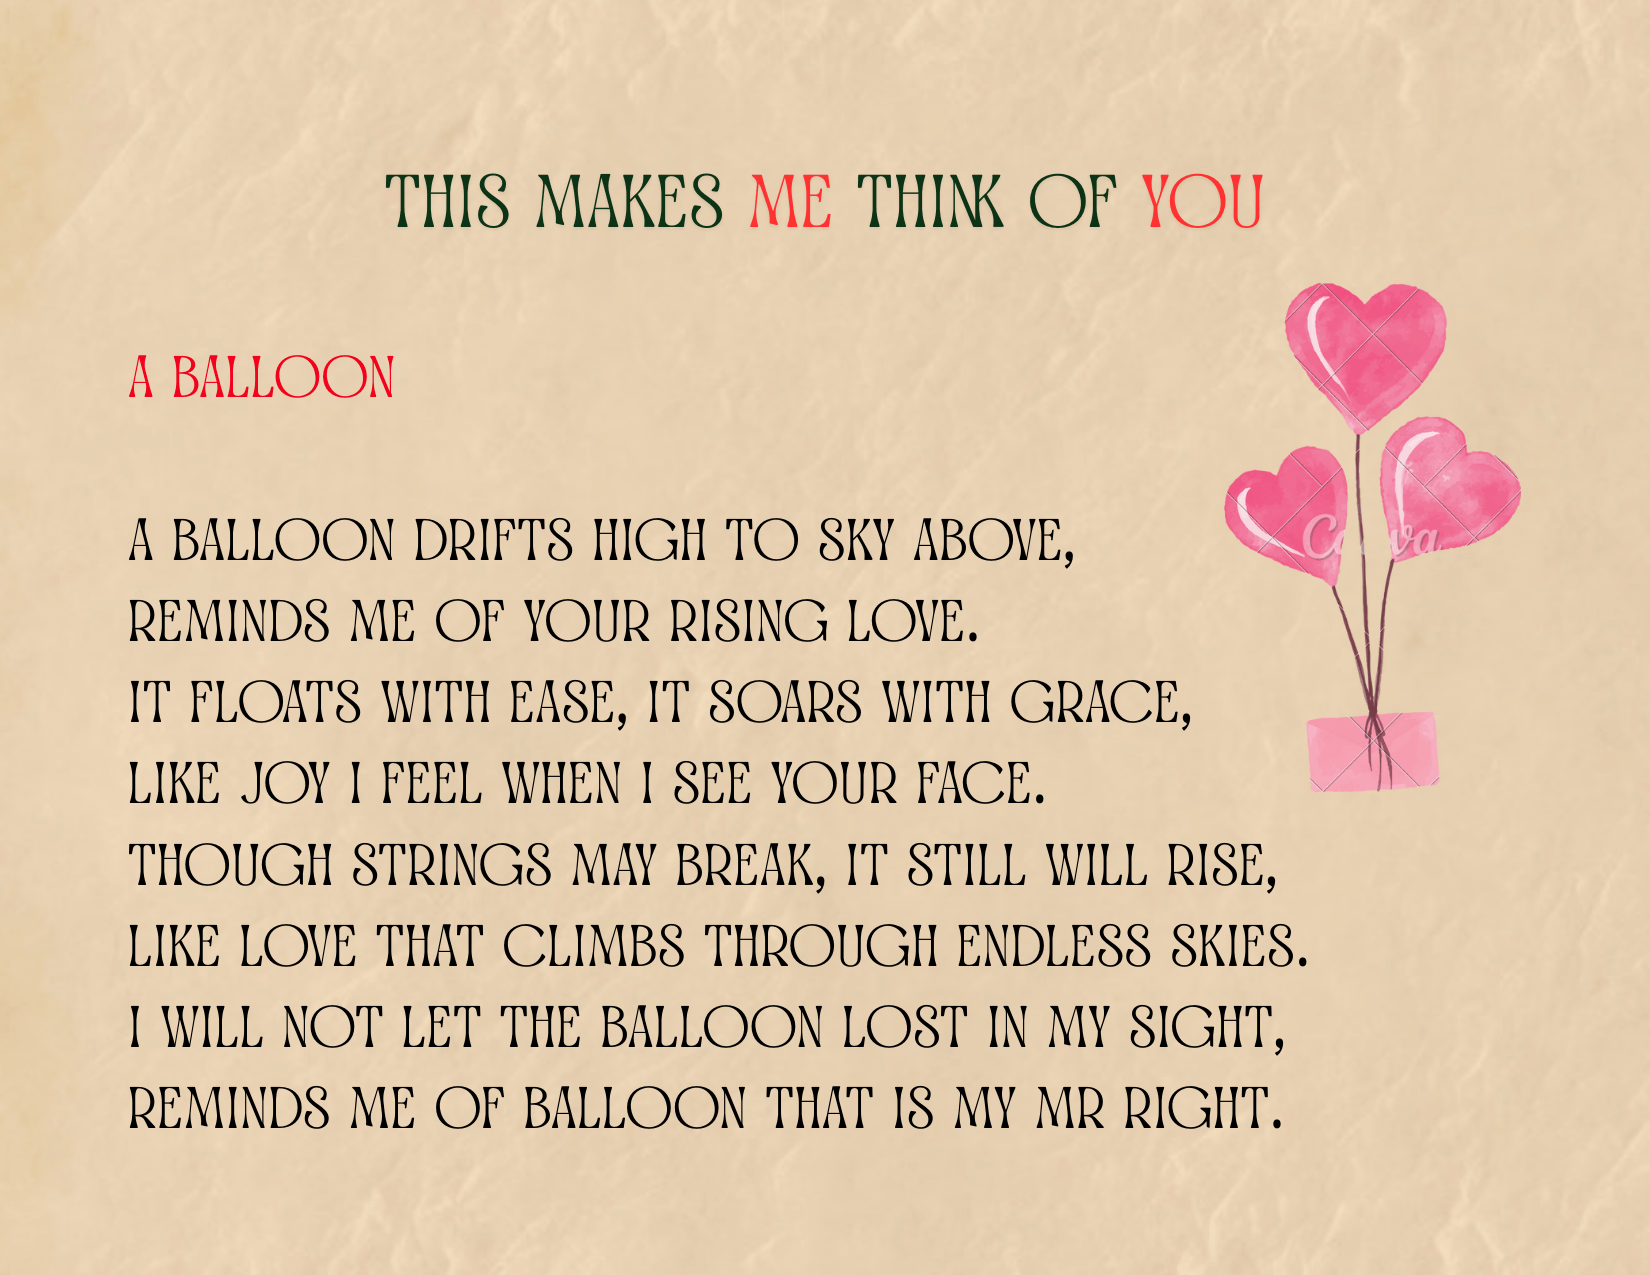 THIS MAKES ME THINK OF YOU
A BALLOON
A BALLOON DRIFTS HIGH TO SKY ABOVE,
REMINDS ME OF YOUR RISING LOVE.
IT FLOATS WITH EASE, IT SOARS WITH GRACE,
LIKE JOY I FEEL WHEN I SEE YOUR FACE.
THOUGH STRINGS MAY BREAK, IT STILL WILL RISE,
LIKE LOVE THAT CLIMBS THROUGH ENDLESS SKIES.
I WILL NOT LET THE BALLOON LOST IN MY SIGHT,
REMINDS ME OF BALLOON THAT IS MY MR RIGHT.
Canva